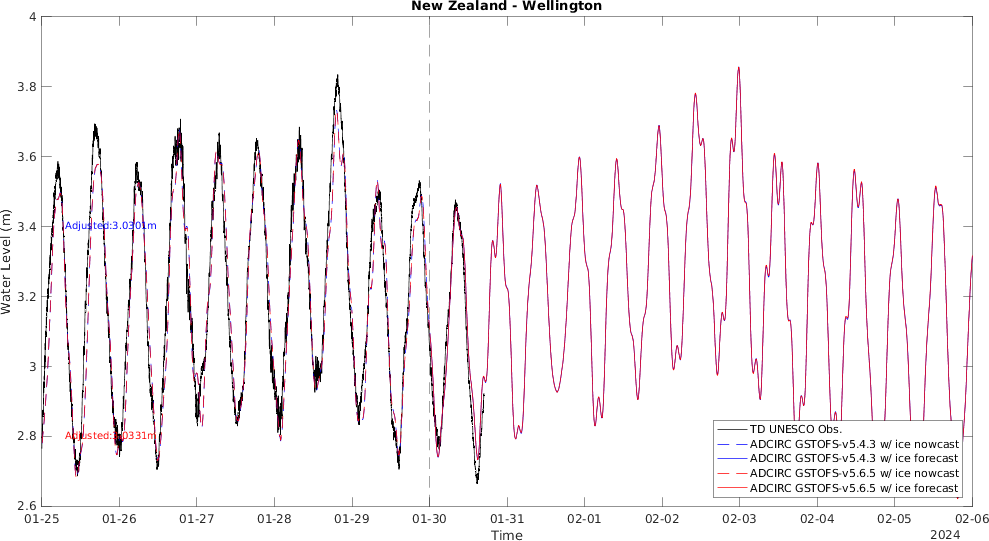 New Zealand - Wellington
4
3.8
3.6
3.4
3.2
3
2.8
2.6
Water Level (m)
Adjusted:3.0301m
Adjusted:3.0331m
TD UNESCO Obs.
ADCIRC GSTOFS-v5.4.3 w/ ice nowcast
ADCIRC GSTOFS-v5.4.3 w/ ice forecast
ADCIRC GSTOFS-v5.6.5 w/ ice nowcast
ADCIRC GSTOFS-v5.6.5 w/ ice forecast
01-25 01-26 01-27 01-28 01-29 01-30 01-31 02-01 02-02 02-03 02-04 02-05 02-06
Time
2024